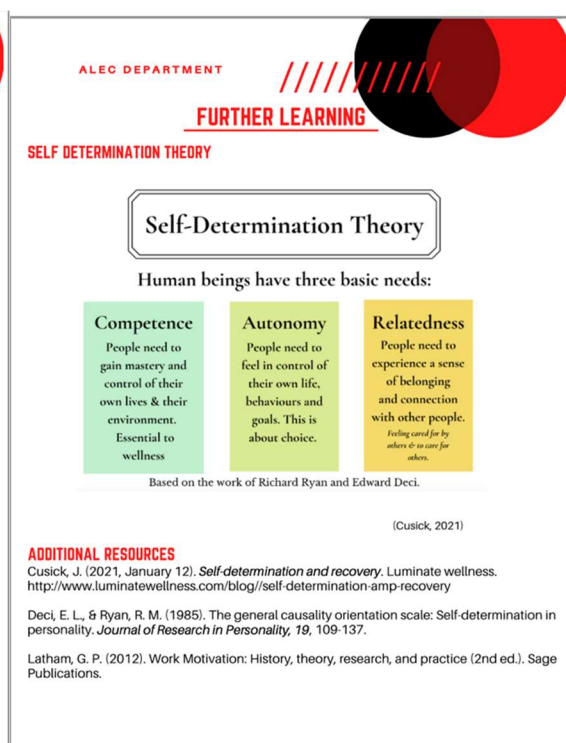 ALEC DEPARTMENT
FURTHER LEARNING
SELF DETERMINATION THEORY
Self-Determination Theory
Human beings have three basic needs:
Competence
People need to
gain mastery and
control of their
own lives & their
environment.
Essential to
wellness
Autonomy
People need to
feel in control of
their own life,
behaviours and
goals. This is
about choice.
Relatedness
People need to
experience a sense
of belonging
and connection
with other people.
Feeling cared for by
others & to care for
others.
Based on the work of Richard Ryan and Edward Deci.
(Cusick, 2021)
ADDITIONAL RESOURCES
Cusick, J. (2021, January 12). Self-determination and recovery. Luminate wellness.
http://www.luminatewellness.com/blog//self-determination-amp-recovery
Deci, E. L., & Ryan, R. M. (1985). The general causality orientation scale: Self-determination in
personality. Journal of Research in Personality, 19, 109-137.
Latham, G. P. (2012). Work Motivation: History, theory, research, and practice (2nd ed.). Sage
Publications.